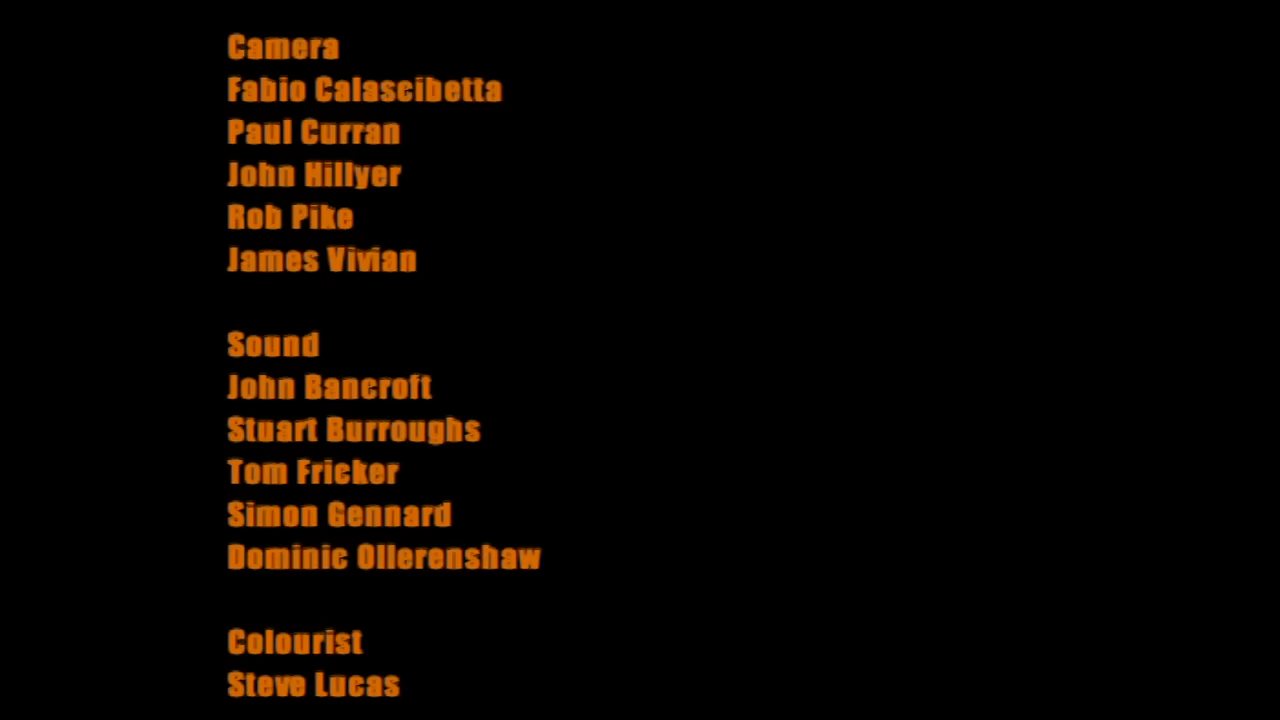 Camera
Fabio Calascibetta
Paul Curran
John Hillyer
Rob Pike
James Vivian
Sound
John Bancroft
Stuart Burroughs
Tom Fricker
Simon Gennard
Dominic Ollerenshaw
Colourist
Steve Lucas